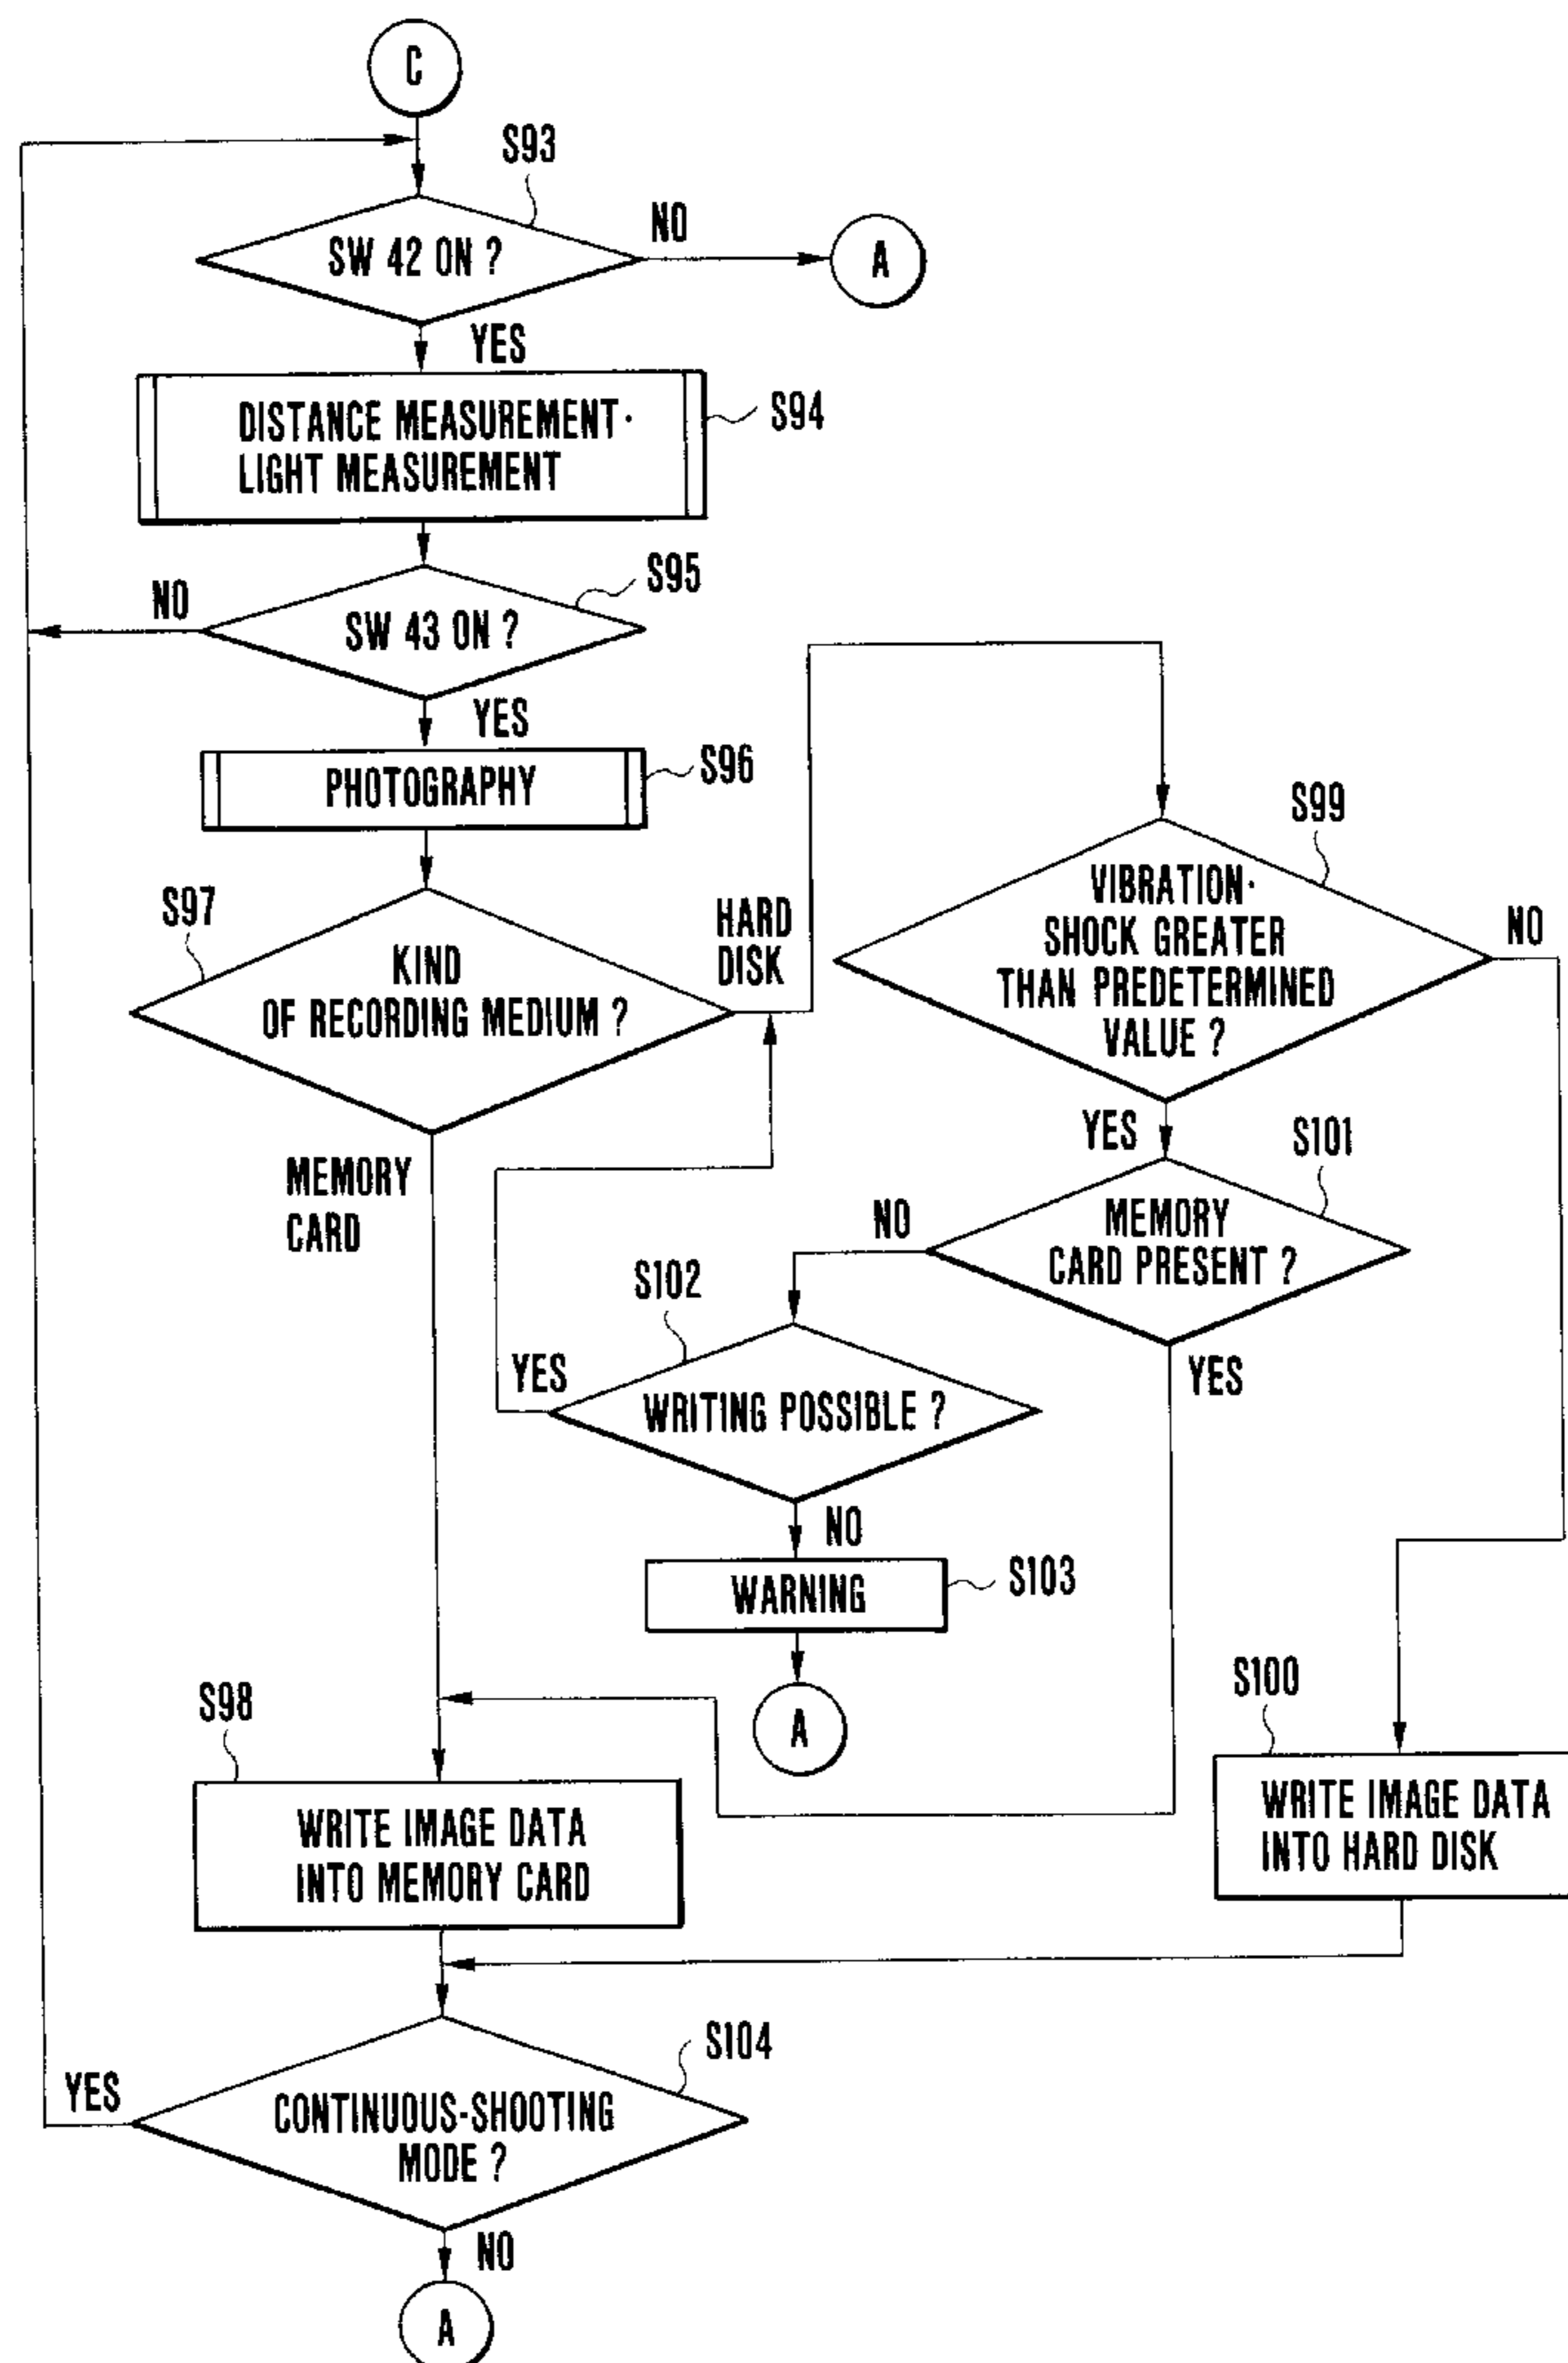 C
S93
SW 42 ON ?
NO
A
YES
DISTANCE MEASUREMENT·
LIGHT MEASUREMENT
S94
S95
NO
SW 43 ON ?
YES
PHOTOGRAPHY
S96
S97
KIND
OF RECORDING MEDIUM ?
HARD
DISK
MEMORY
CARD
S99
VIBRATION·
SHOCK GREATER
THAN PREDETERMINED
VALUE ?
NO
YES
S101
MEMORY
CARD PRESENT ?
NO
YES
S102
WRITING POSSIBLE ?
YES
NO
WARNING
S103
A
S98
WRITE IMAGE DATA
INTO MEMORY CARD
S100
WRITE IMAGE DATA
INTO HARD DISK
S104
CONTINUOUS-SHOOTING
MODE ?
YES
NO
A